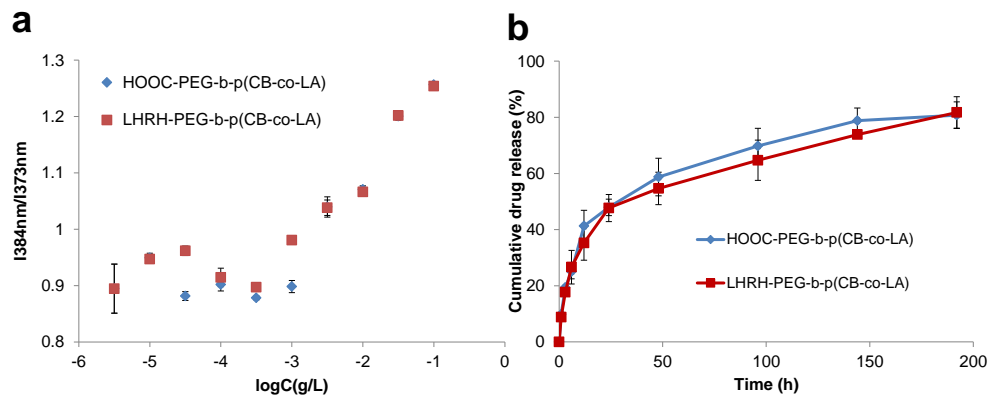 a
1.3
1.2
1.1
1
0.9
0.8
I384nm/I373nm
HOOC-PEG-b-p(CB-co-LA)
LHRH-PEG-b-p(CB-co-LA)
-6 -5 -4 -3 -2 -1 0
logC(g/L)
b
100
80
60
40
20
0
Cumulative drug release (%)
HOOC-PEG-b-p(CB-co-LA)
LHRH-PEG-b-p(CB-co-LA)
0 50 100 150 200
Time (h)